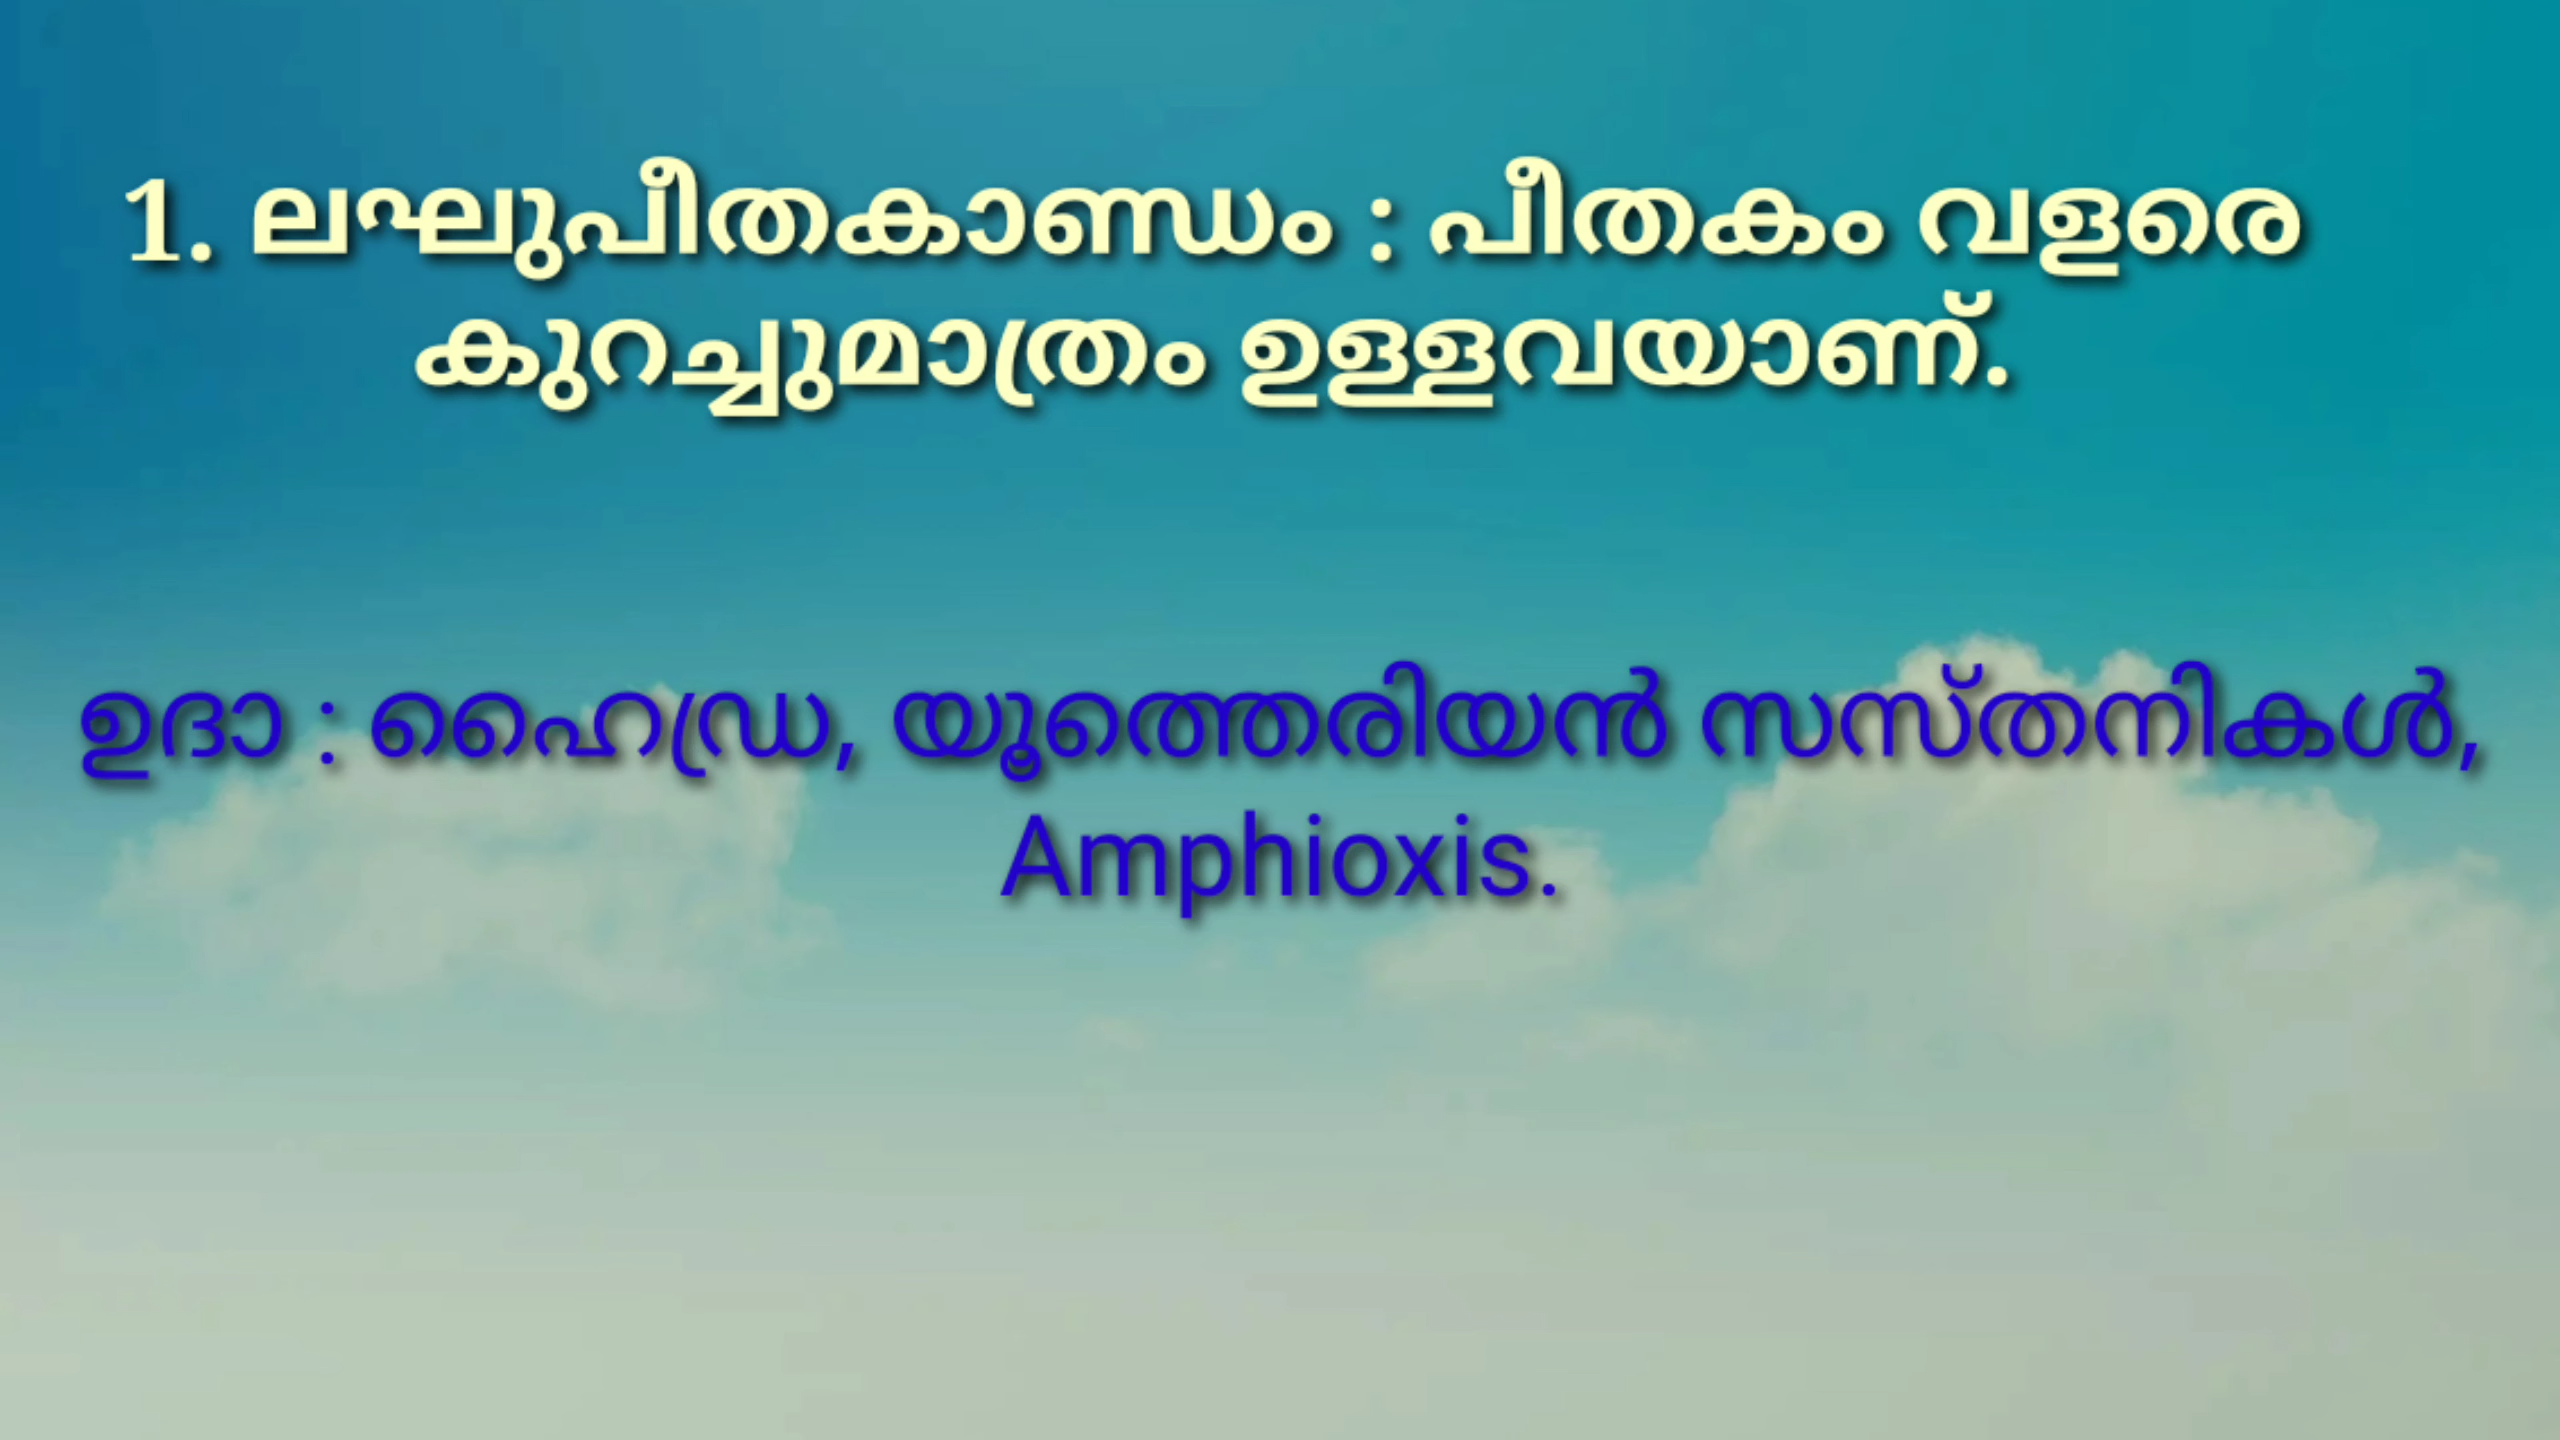 1. ലഘുപീതകാണ്ഡം : പീതകം വളരെ
കുറച്ചുമാത്രം ഉള്ളവയാണ്.
ഉദാ : ഹൈഡ്ര, യൂത്തെരിയൻ സസ്തനികൾ,
Amphioxis.